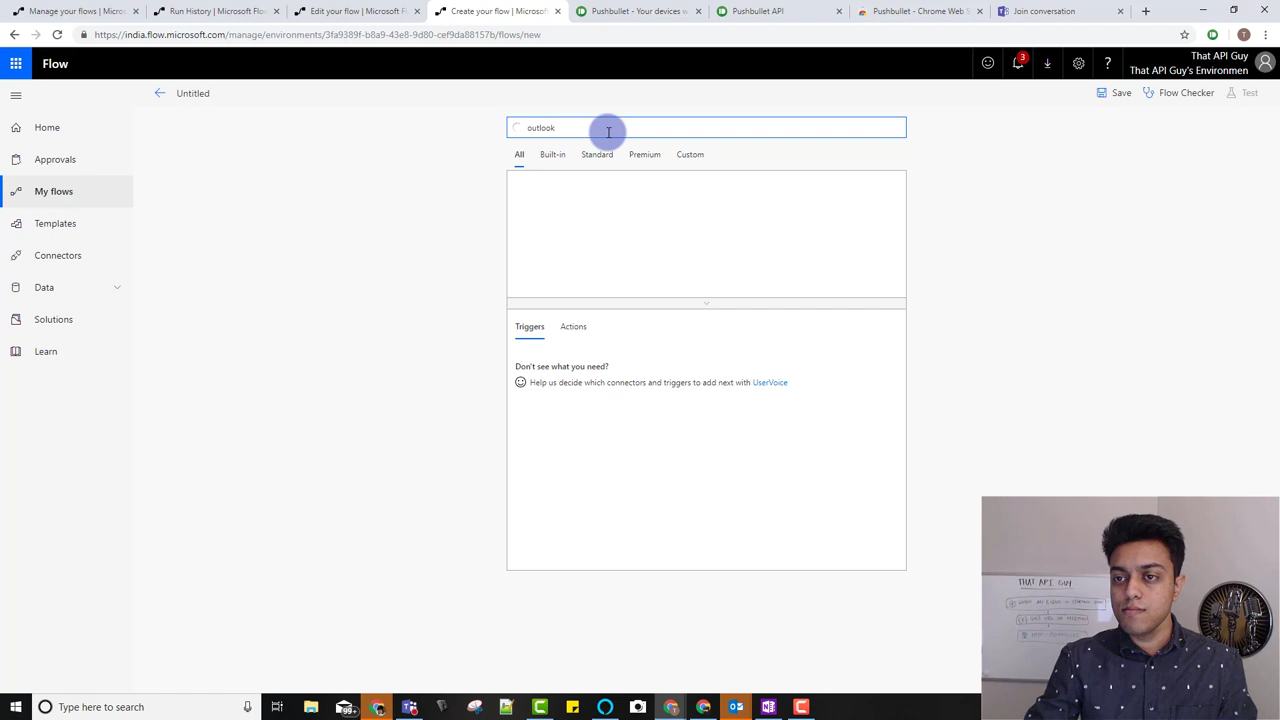 Manage your flows | Micros
Run History | Microsoft Flo
Edit your flow | Microsoft F
Create your flow | Microsof
Pushbullet - Your devices w
Pushbullet API
Pushbullet - Chrome Web S
Join conversation
https://india.flow.microsoft.com/manage/environments/3fa9389f-b8a9-43e8-9d80-cef9da88157b/flows/new
T
Flow
3
That API Guy
That API Guy's Environmen
Untitled
Save
Flow Checker
Test
outlook
Home
All
Built-in
Standard
Premium
Custom
Approvals
My flows
Templates
Connectors
Data
Solutions
Learn
Triggers
Actions
Don't see what you need?
Help us decide which connectors and triggers to add next with UserVoice
THAT API GUY
Type here to search
99+